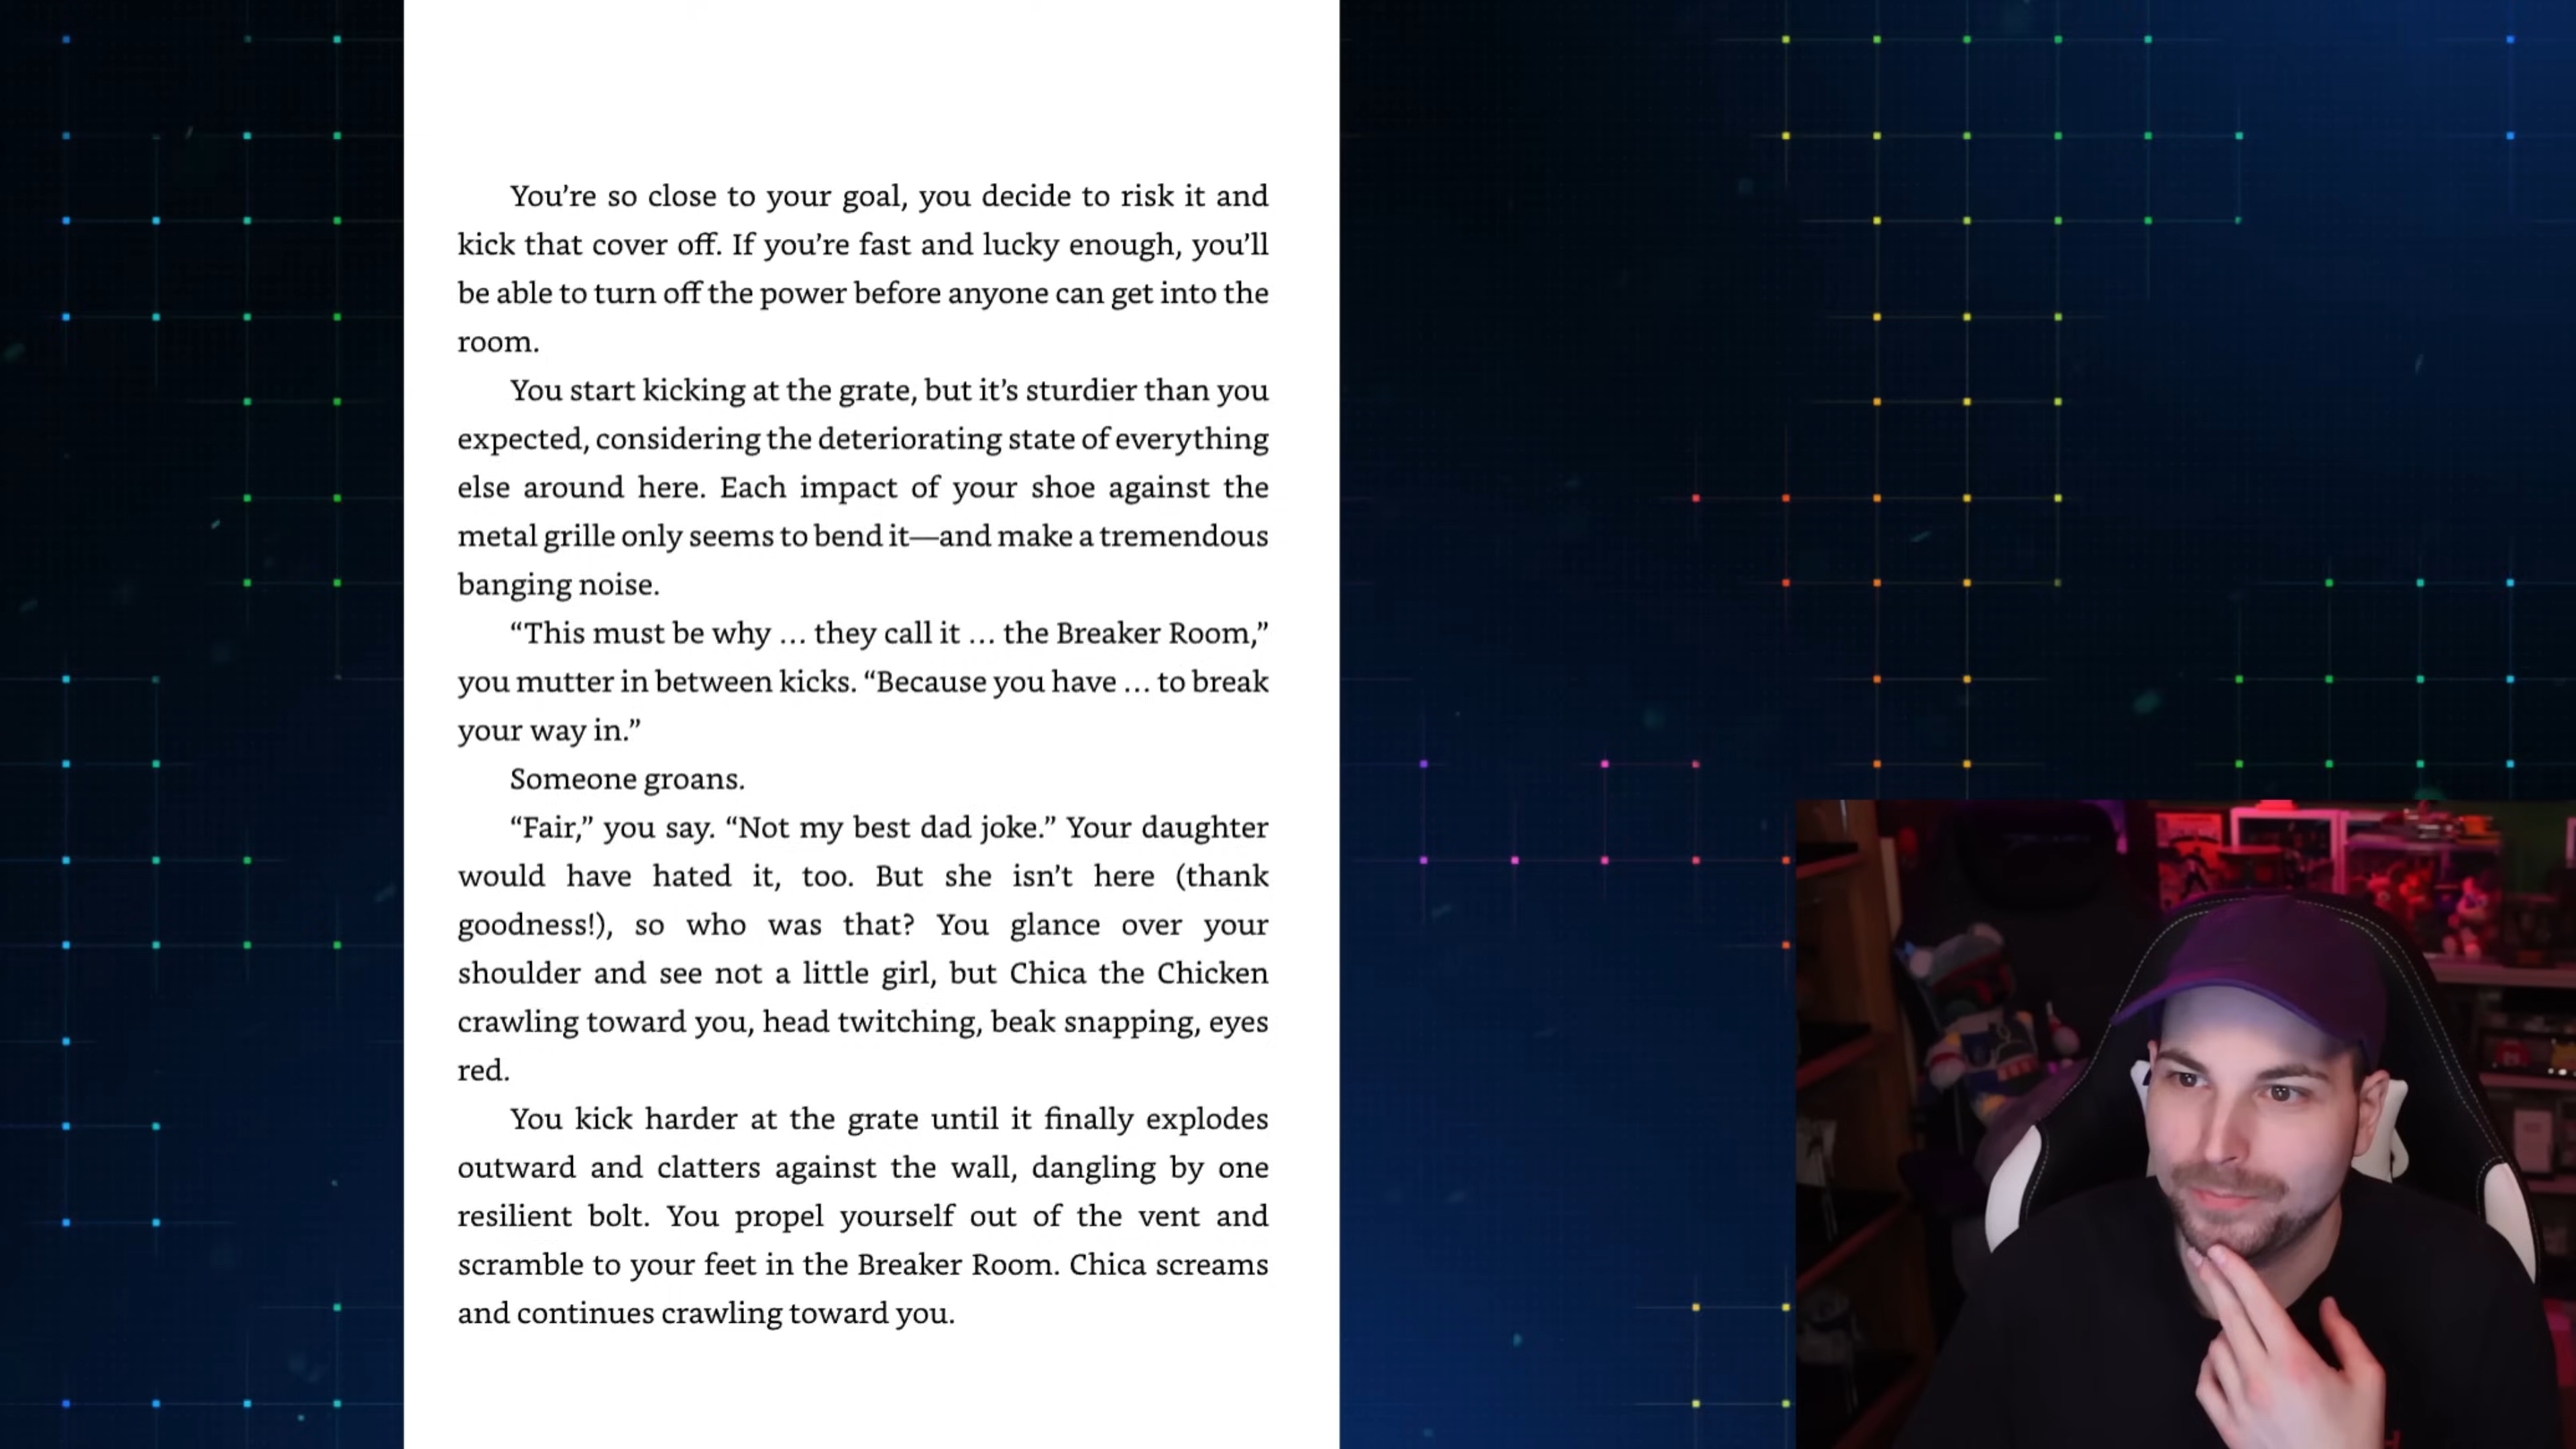 You’re so close to your goal, you decide to risk it and
kick that cover off. If you’re fast and lucky enough, you’ll
be able to turn off the power before anyone can get into the
room.
You start kicking at the grate, but it’s sturdier than you
expected, considering the deteriorating state of everything
else around here. Each impact of your shoe against the
metal grille only seems to bend it—and make a tremendous
banging noise.
“This must be why … they call it … the Breaker Room,”
you mutter in between kicks. “Because you have … to break
your way in.”
Someone groans.
“Fair,” you say. “Not my best dad joke.” Your daughter
would have hated it, too. But she isn’t here (thank
goodness!), so who was that? You glance over your
shoulder and see not a little girl, but Chica the Chicken
crawling toward you, head twitching, beak snapping, eyes
red.
You kick harder at the grate until it finally explodes
outward and clatters against the wall, dangling by one
resilient bolt. You propel yourself out of the vent and
scramble to your feet in the Breaker Room. Chica screams
and continues crawling toward you.